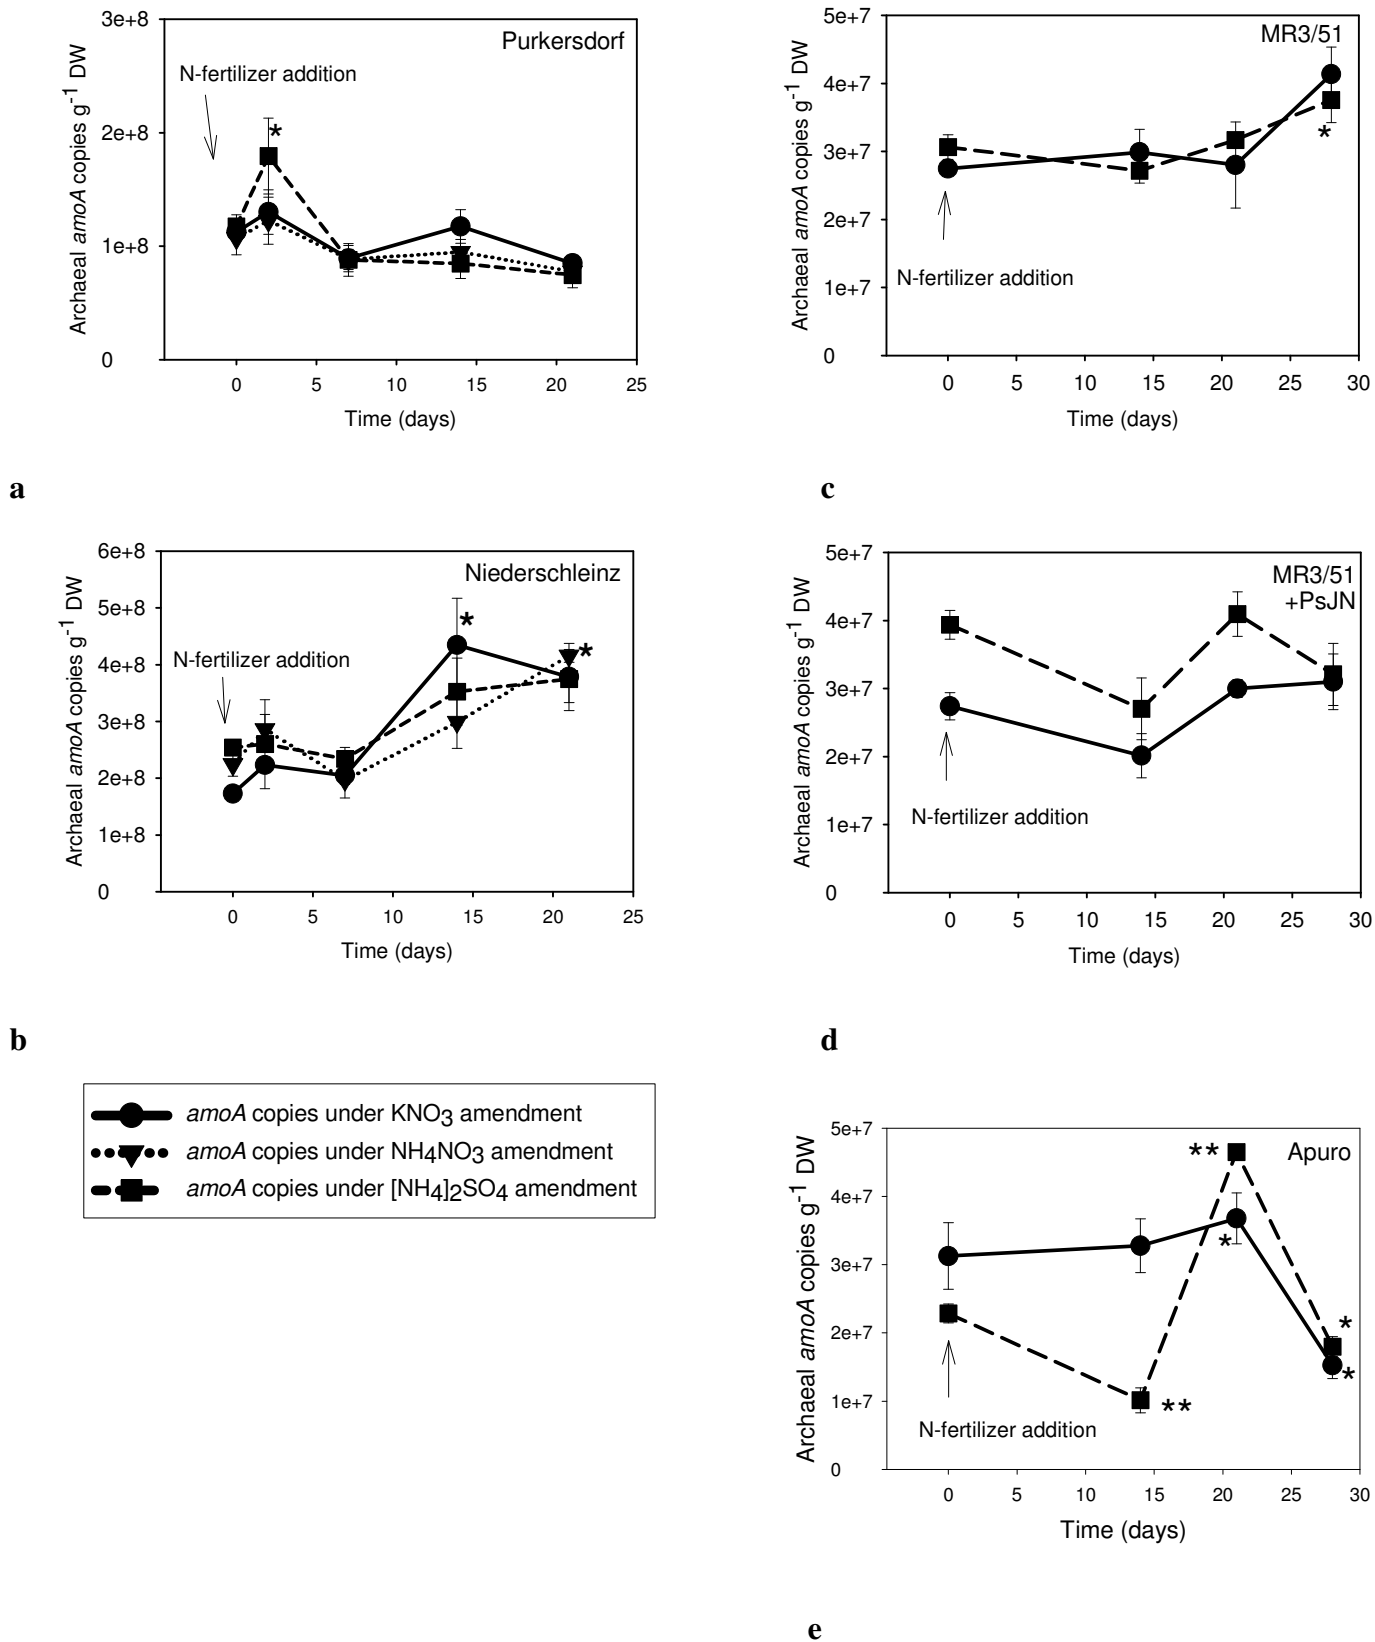 Purkersdorf
N-fertilizer addition
*
Archaeal amoA copies g-1 DW
3e+8
2e+8
1e+8
0
0 5 10 15 20 25
Time (days)
a
Niederschleinz
N-fertilizer addition
*
*
Archaeal amoA copies g-1 DW
6e+8
5e+8
4e+8
3e+8
2e+8
1e+8
0
0 5 10 15 20 25
Time (days)
b
amoA copies under KNO3 amendment
amoA copies under NH4NO3 amendment
amoA copies under [NH4]2SO4 amendment
MR3/51
*
N-fertilizer addition
Archaeal amoA copies g-1 DW
5e+7
4e+7
3e+7
2e+7
1e+7
0
0 5 10 15 20 25 30
Time (days)
c
MR3/51
+PsJN
N-fertilizer addition
Archaeal amoA copies g-1 DW
5e+7
4e+7
3e+7
2e+7
1e+7
0
0 5 10 15 20 25 30
Time (days)
d
Apuro
**
*
*
*
**
N-fertilizer addition
Archaeal amoA copies g-1 DW
5e+7
4e+7
3e+7
2e+7
1e+7
0
0 5 10 15 20 25 30
Time (days)
e